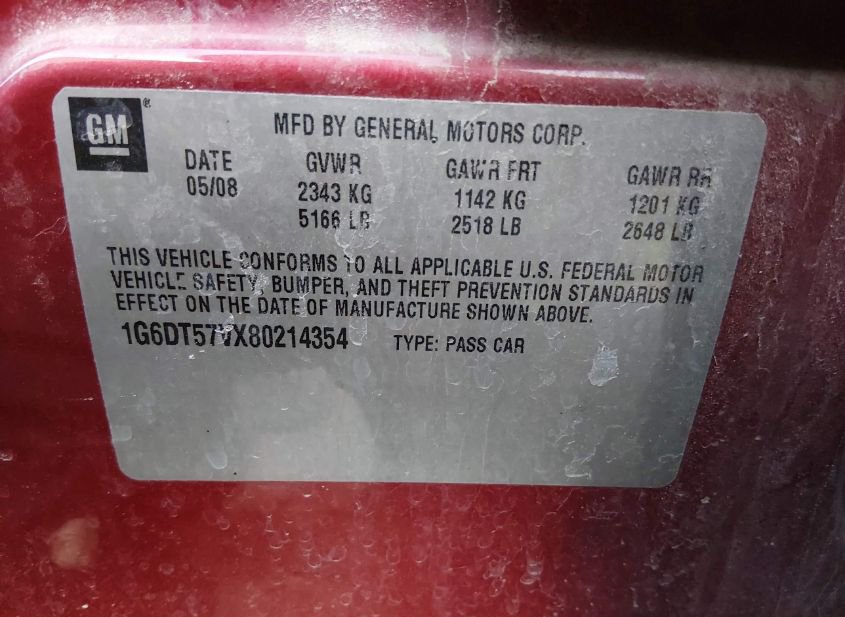 GM®
MFD BY GENERAL MOTORS CORP.
DATE GVWR GAWR FRT GAWR RR
05/08 2343 KG 1142 KG 1201 KG
5166 LB 2518 LB 2648 LB
THIS VEHICLE CONFORMS TO ALL APPLICABLE U.S. FEDERAL MOTOR
VEHICLE SAFETY, BUMPER, AND THEFT PREVENTION STANDARDS IN
EFFECT ON THE DATE OF MANUFACTURE SHOWN ABOVE.
1G6DT57VX80214354 TYPE: PASS CAR